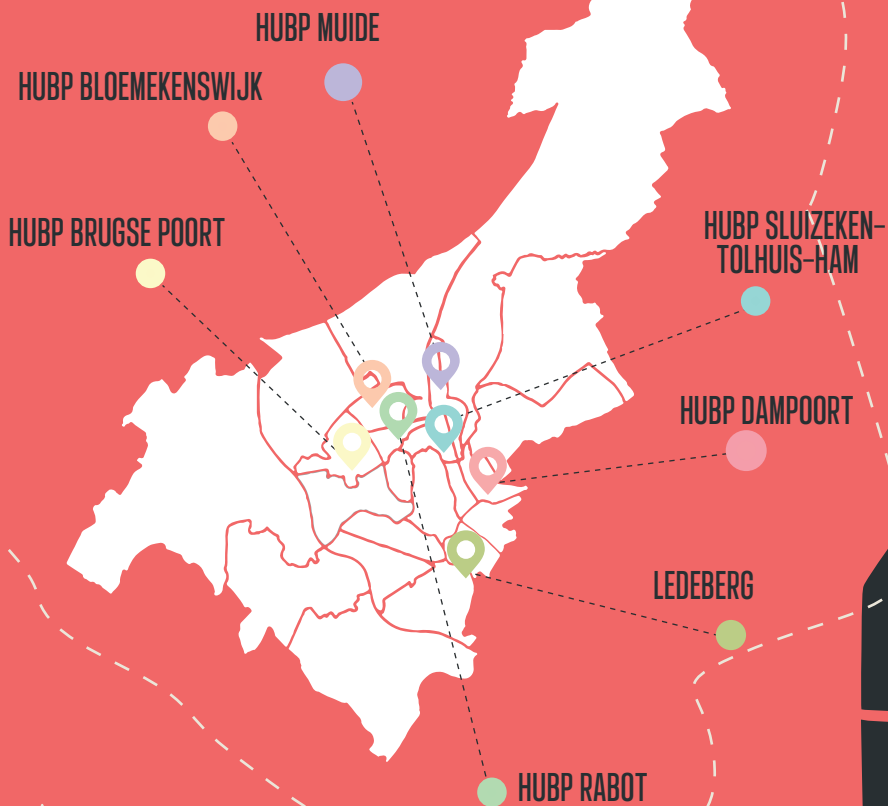 HUBP MUIDE
HUBP BLOEMEKENSWIJK
HUBP BRUGSE POORT
HUBP SLUIZEKEN-
TOLHUIS-HAM
HUBP DAMPOORT
LEDEBERG
HUBP RABOT